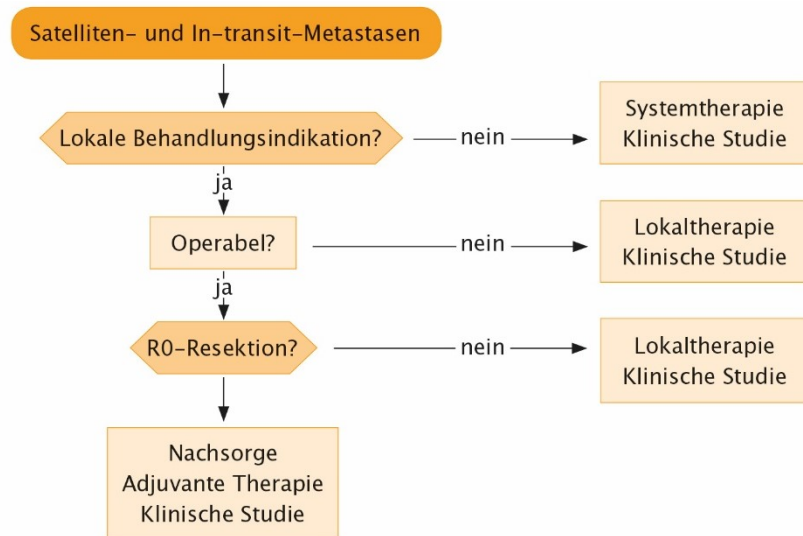 Satelliten- und In-transit-Metastasen
Lokale Behandlungsindikation?
nein
Systemtherapie
Klinische Studie
ja
Operabel?
nein
Lokaltherapie
Klinische Studie
ja
R0-Resektion?
nein
Lokaltherapie
Klinische Studie
Nachsorge
Adjuvante Therapie
Klinische Studie